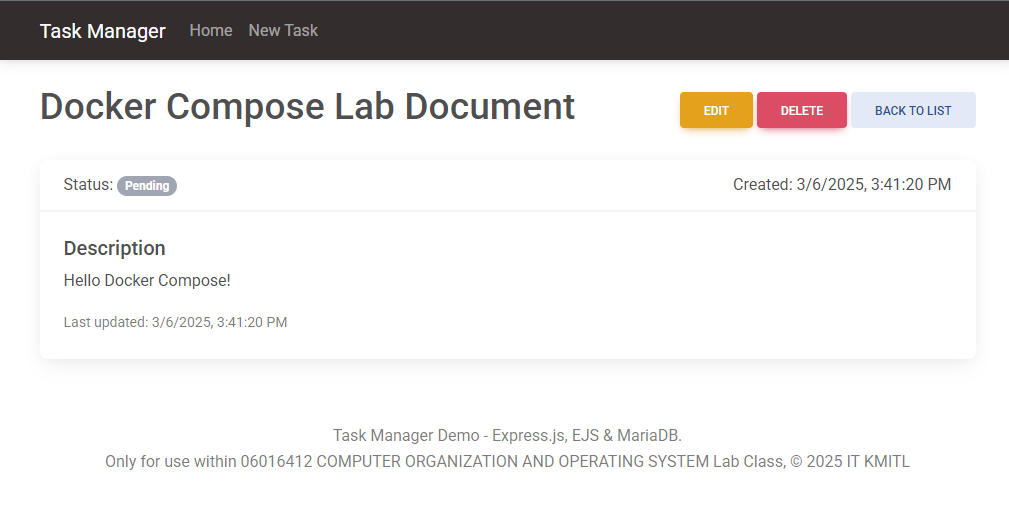 Task Manager Home New Task
Docker Compose Lab Document
EDIT DELETE BACK TO LIST
Status: Pending Created: 3/6/2025, 3:41:20 PM
Description
Hello Docker Compose!
Last updated: 3/6/2025, 3:41:20 PM
Task Manager Demo - Express.js, EJS & MariaDB.
Only for use within 06016412 COMPUTER ORGANIZATION AND OPERATING SYSTEM Lab Class, © 2025 IT KMITL